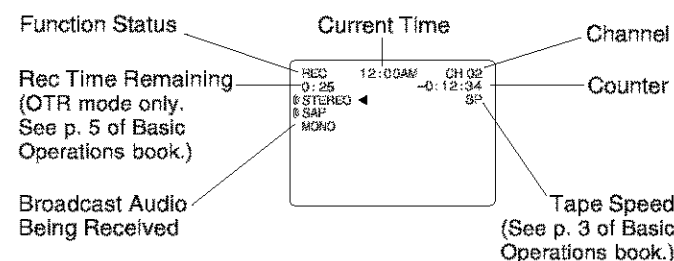 Function Status
Current Time
Channel
Rec Time Remaining
(OTR mode only.
See p. 5 of Basic
Operations book.)
REC 12:00AM CH 02
0:25 -0:12:34
STEREO ◄ SP
SAP
MONO
Counter
Broadcast Audio
Being Received
Tape Speed
(See p. 3 of Basic
Operations book.)